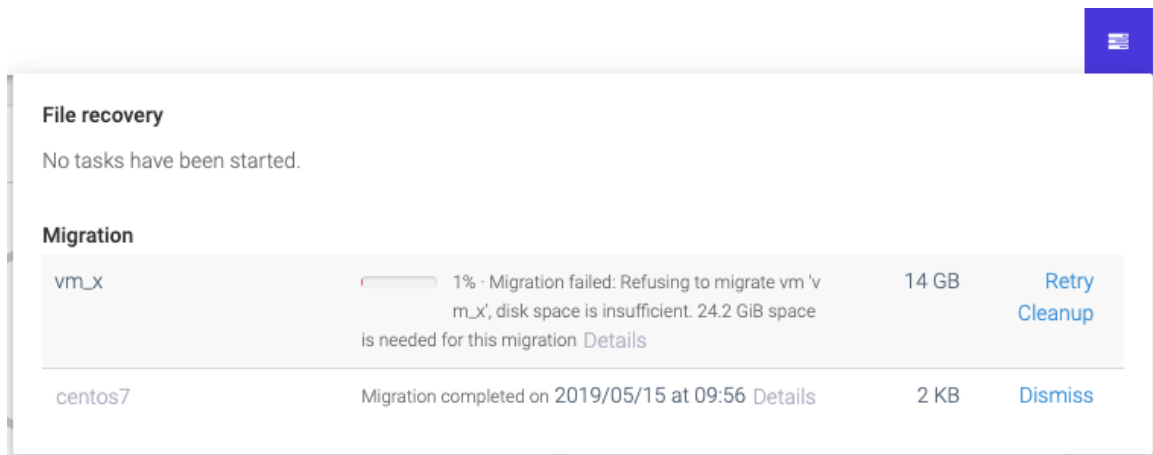 File recovery
No tasks have been started.
Migration
vm_x 1% · Migration failed: Refusing to migrate vm 'v 14 GB Retry
m_x', disk space is insufficient. 24.2 GiB space Cleanup
is needed for this migration Details
centos7 Migration completed on 2019/05/15 at 09:56 Details 2 KB Dismiss